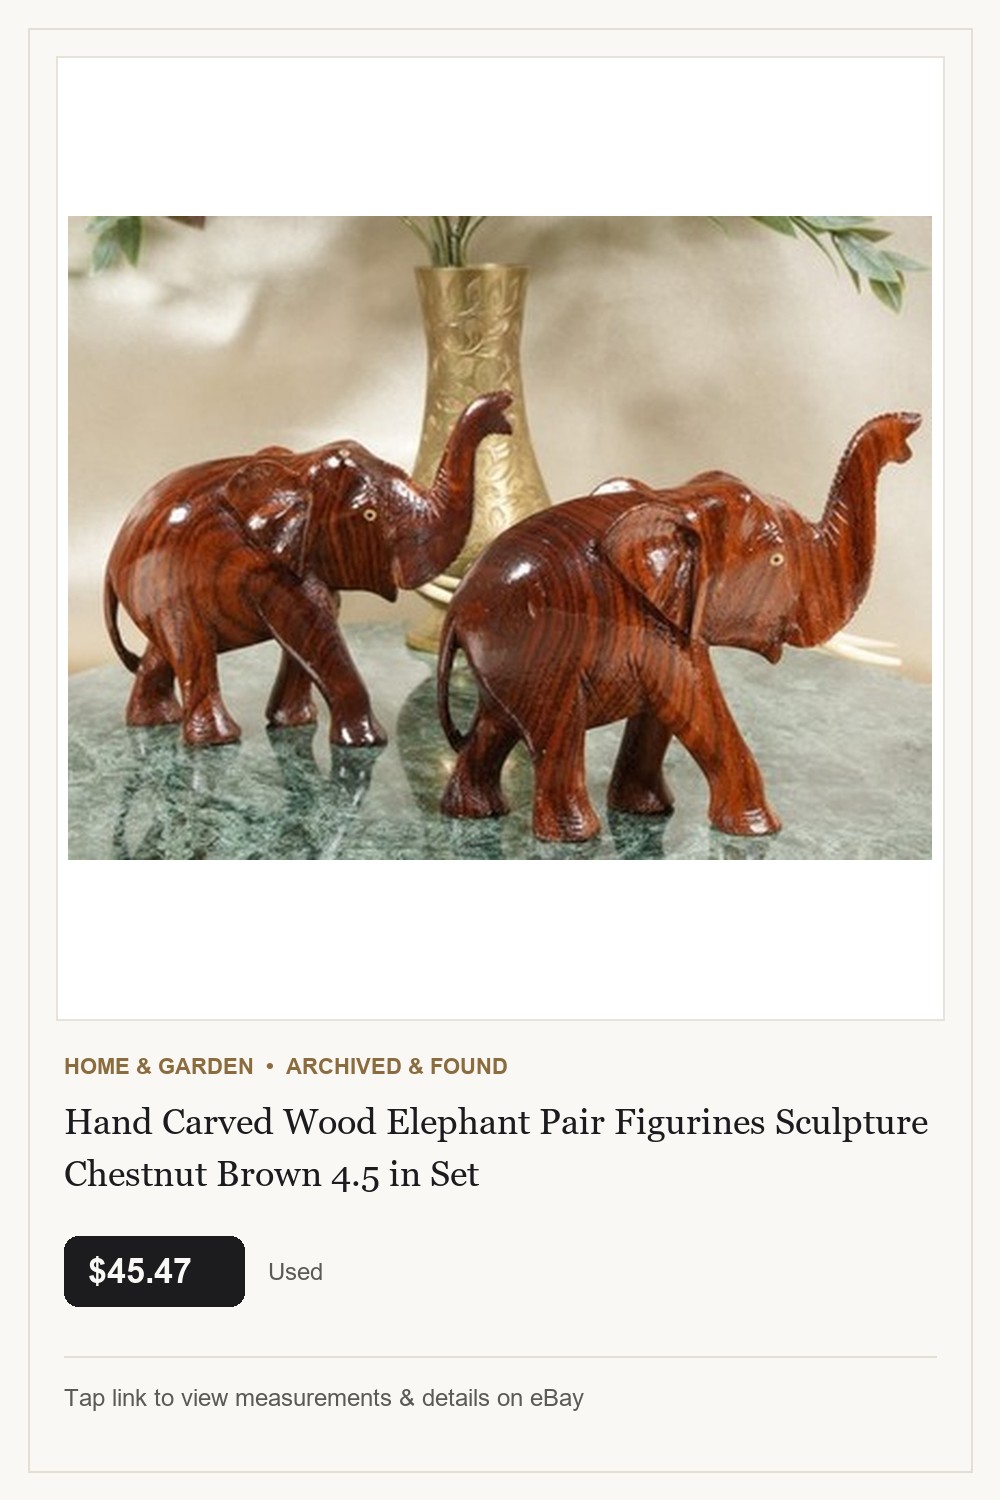 HOME & GARDEN • ARCHIVED & FOUND
Hand Carved Wood Elephant Pair Figurines Sculpture
Chestnut Brown 4.5 in Set
$45.47
Used
Tap link to view measurements & details on eBay